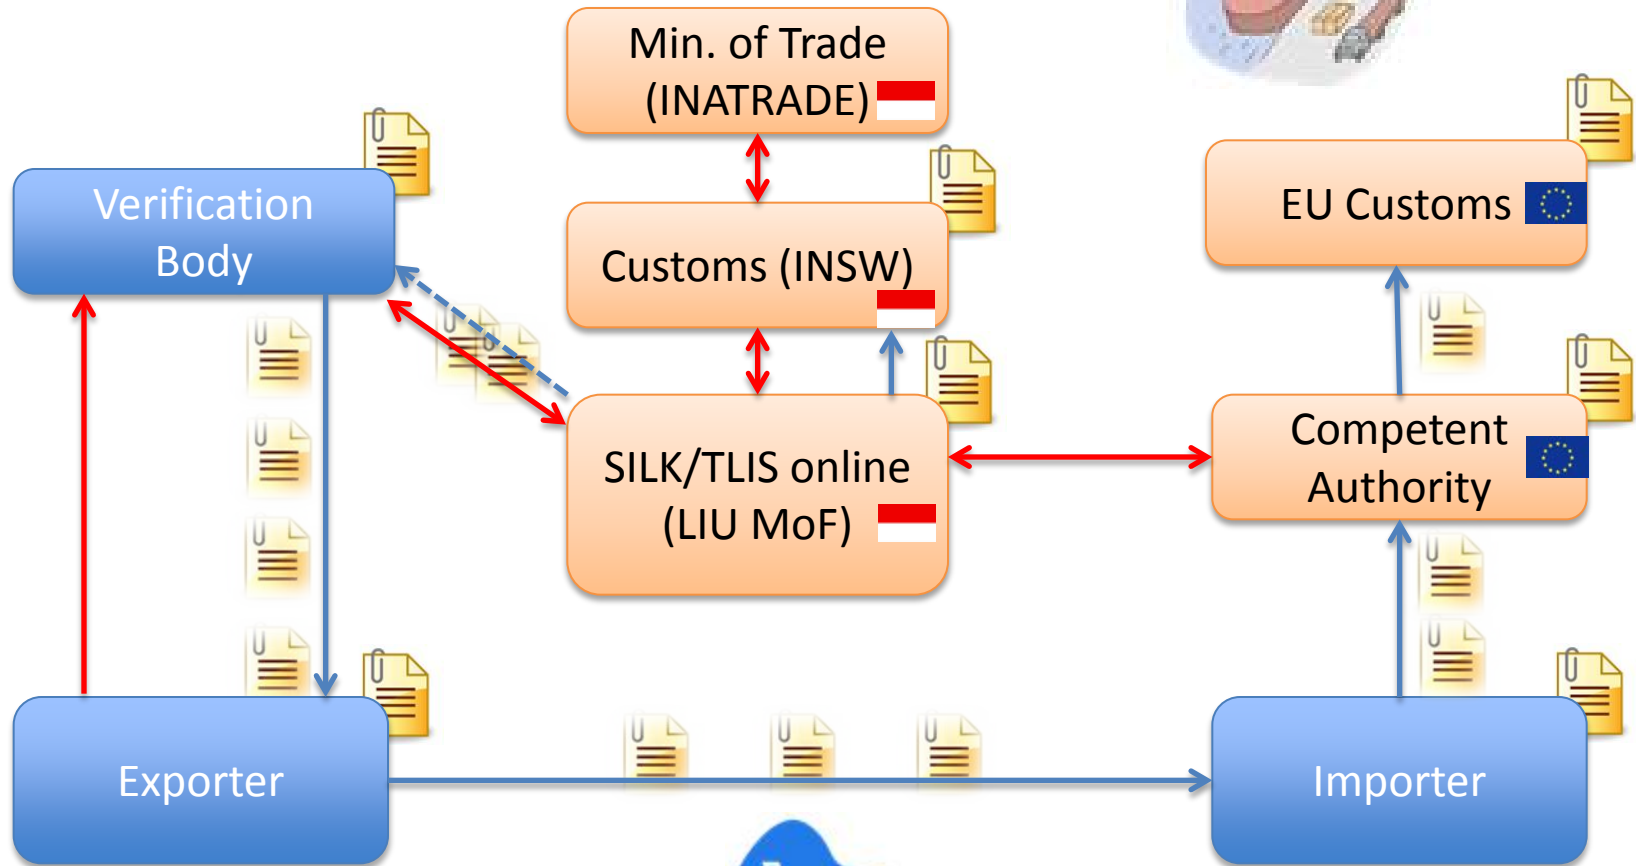 Min. of Trade
(INATRADE)
Verification
Body
Customs (INSW)
EU Customs
SILK/TLIS online
(LIU MoF)
Competent
Authority
Exporter
Importer